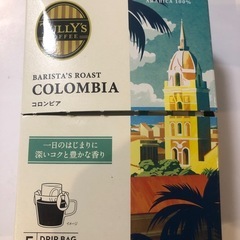 TULLY'S
COFFEE
ARABICA 100%
BARISTA'S ROAST
COLOMBIA
コロンビア
一日のはじまりに
深いコクと豊かな香り
5 DRIP BAG